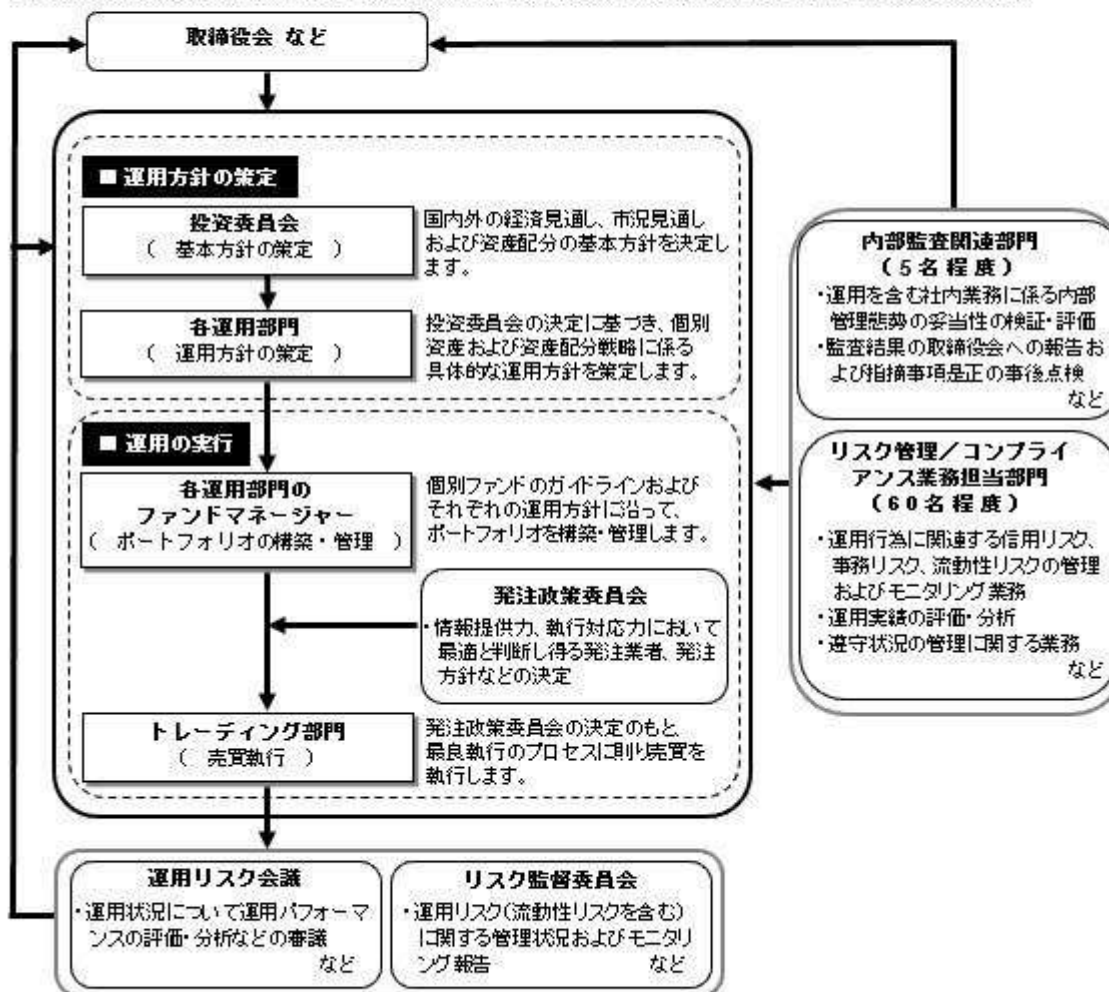 取締役会 など
■ 運用方針の策定
投資委員会
（ 基本方針の策定 ）
国内外の経済見通し、市況見通し
および資産配分の基本方針を決定し
ます。
各運用部門
（ 運用方針の策定 ）
投資委員会の決定に基づき、個別
資産および資産配分戦略に係る
具体的な運用方針を策定します。
■ 運用の実行
各運用部門の
ファンドマネージャー
（ ポートフォリオの構築・管理 ）
個別ファンドのガイドラインおよび
それぞれの運用方針に沿って、
ポートフォリオを構築・管理します。
発注政策委員会
・情報提供力、執行対応力において
最適と判断し得る発注業者、発注
方針などの決定
トレーディング部門
（ 売買執行 ）
発注政策委員会の決定のもと、
最良執行のプロセスに則り売買を
執行します。
内部監査関連部門
（5名程度）
・運用を含む社内業務に係る内部
管理態勢の妥当性の検証・評価
・監査結果の取締役会への報告お
よび指摘事項是正の事後点検
など
リスク管理／コンプライ
アンス業務担当部門
（60名程度）
・運用行為に関連する信用リスク、
事務リスク、流動性リスクの管理
およびモニタリング業務
・運用実績の評価・分析
・遵守状況の管理に関する業務
など
運用リスク会議
・運用状況について運用パフォーマ
ンスの評価・分析などの審議
など
リスク監督委員会
・運用リスク（流動性リスクを含む）
に関する管理状況およびモニタリ
ング報告 など